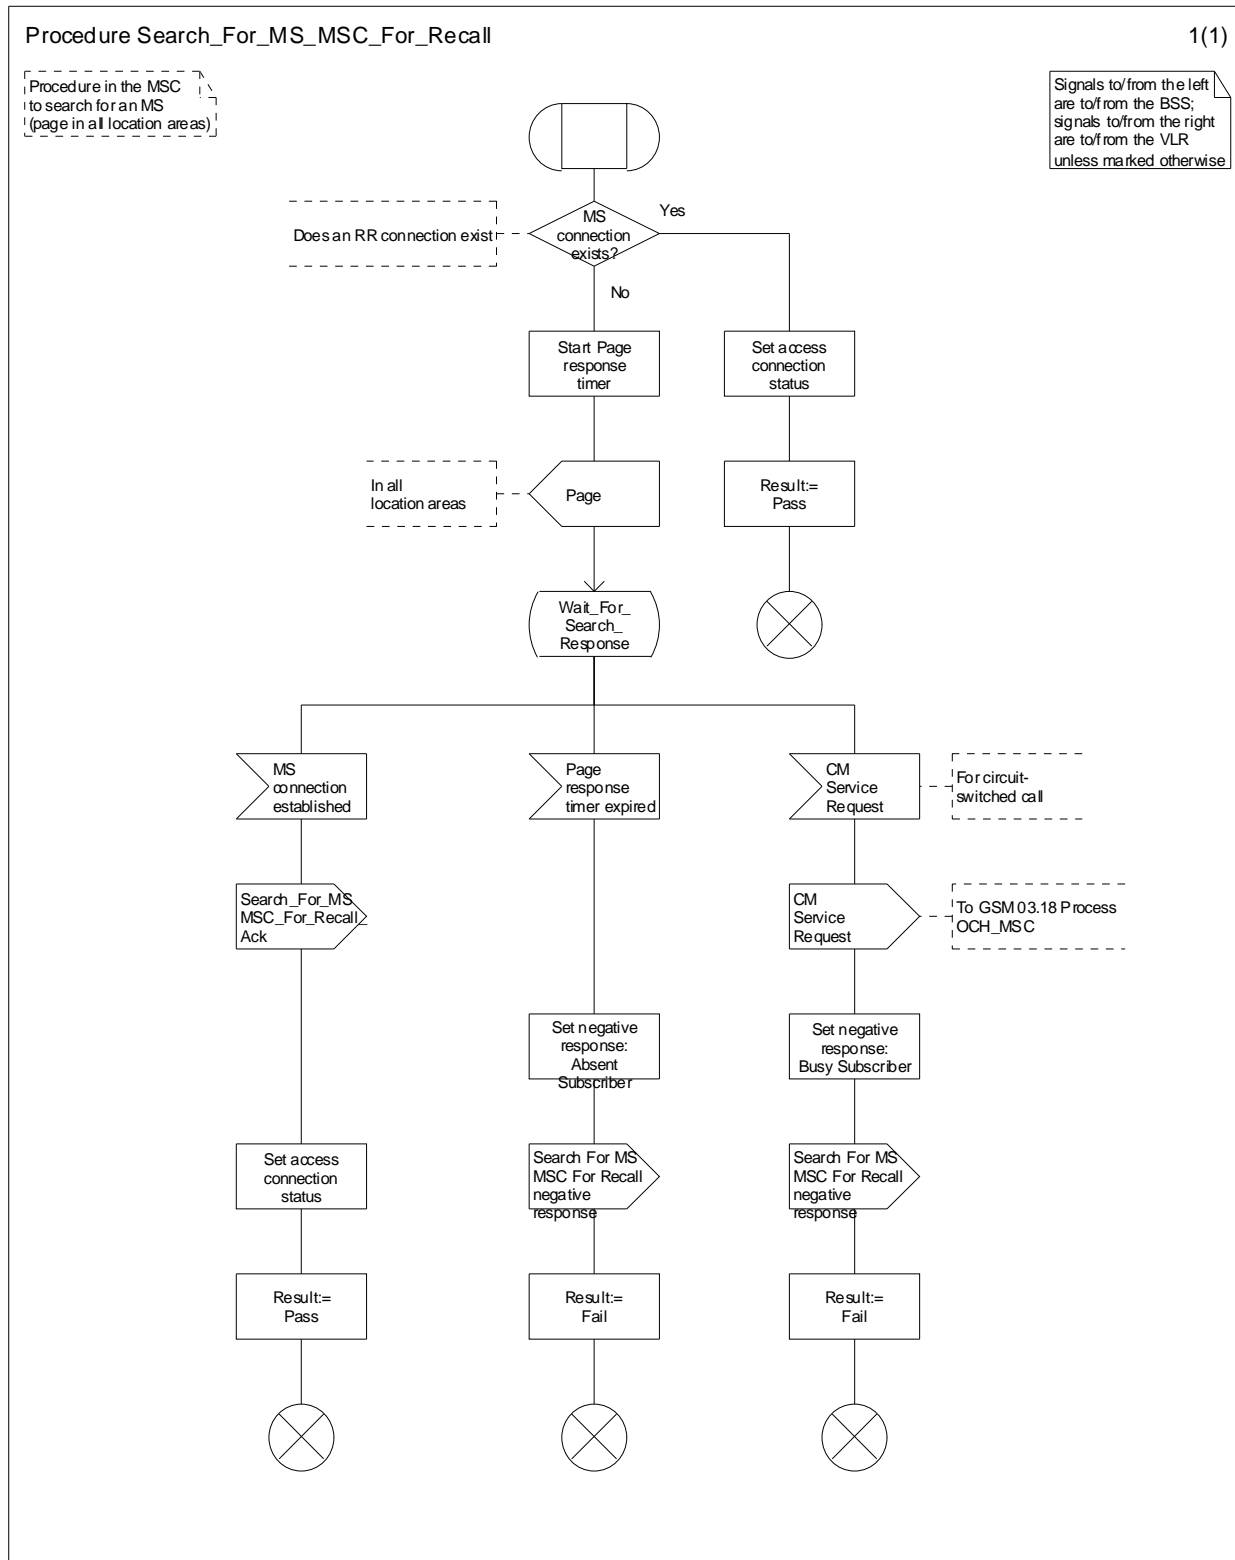 Procedure Search_For_MS_MSC_For_Recall
1(1)
Procedure in the MSC
to search for an MS
(page in all location areas)
Signals to/from the left
are to/from the BSS;
signals to/from the right
are to/from the VLR
unless marked otherwise
Does an RR connection exist
MS
connection
exists?
Yes
No
Start Page
response
timer
Set access
connection
status
In all
location areas
Page
Result:=
Pass
Wait_For_
Search_
Response
MS
connection
established
Page
response
timer expired
CM
Service
Request
For circuit-
switched call
Search_For_MS
MSC_For_Recall_
Ack
CM
Service
Request
To GSM 03.18 Process
OCH_MSC
Set negative
response:
Absent
Subscriber
Set negative
response:
Busy Subscriber
Set access
connection
status
Search For MS
MSC For Recall
negative
response
Search For MS
MSC For Recall
negative
response
Result:=
Pass
Result:=
Fail
Result:=
Fail